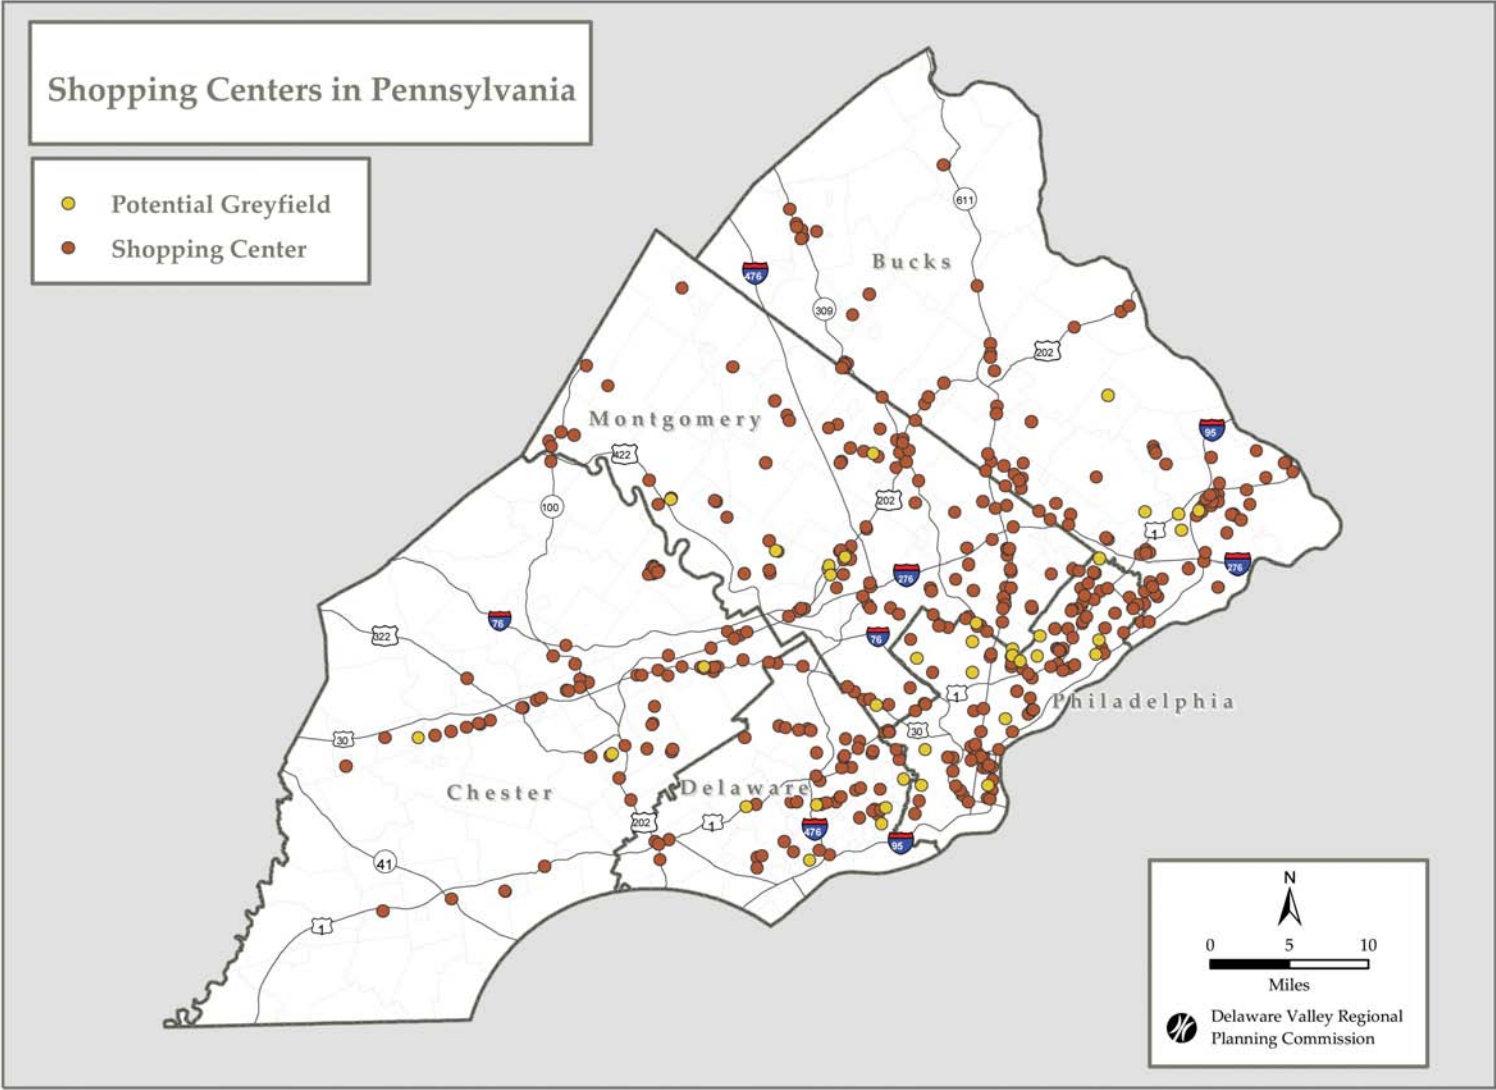 Shopping Centers in Pennsylvania
Potential Greyfield
Shopping Center
611
476
Bucks
309
202
Montgomery
95
422
202
100
1
276
276
76
322
76
1
Philadelphia
30
30
Chester
Delaware
202
1
476
95
41
1
N
0 5 10
Miles
Delaware Valley Regional
Planning Commission